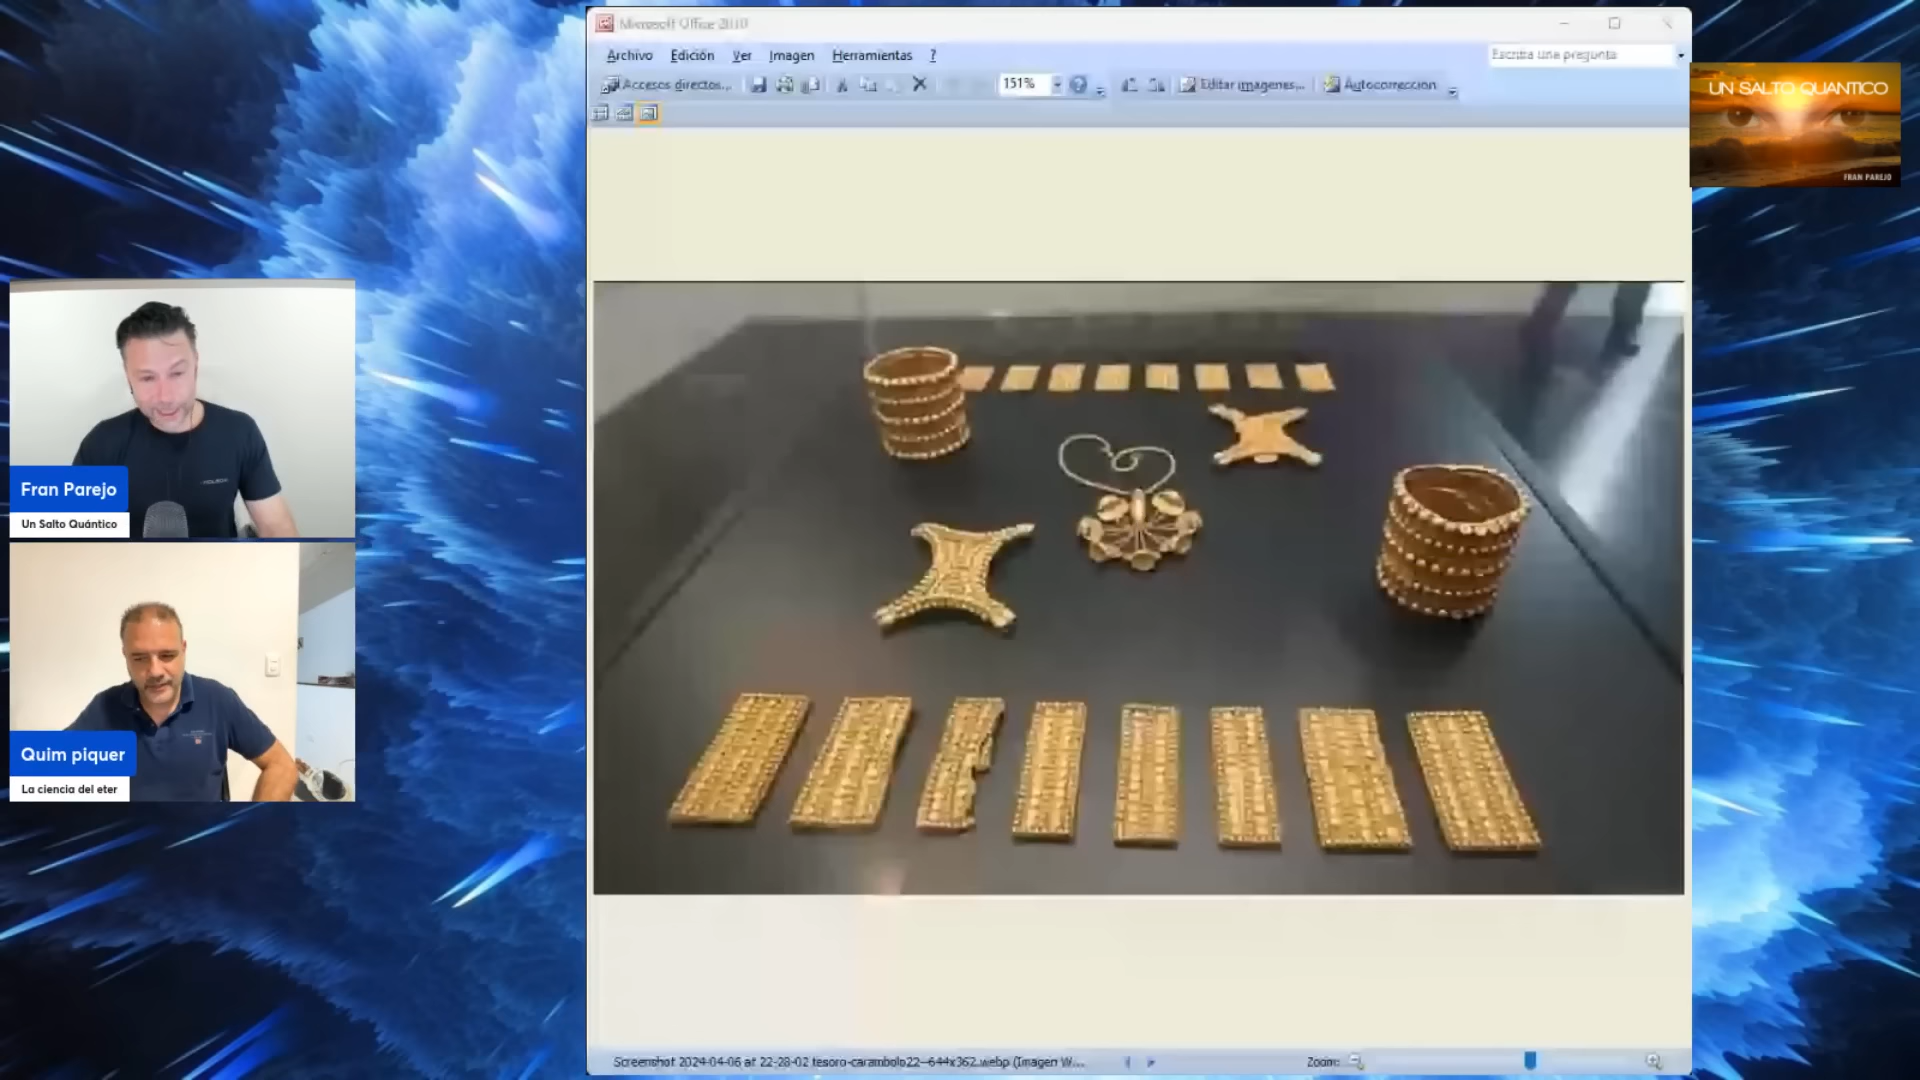 Microsoft Office 2010
Archivo Edición Ver Imagen Herramientas ?
Escriba una pregunta
Accesos directos... 151% Editar imágenes... Autocorrección
UN SALTO QUANTICO
FRAN PAREJO
Fran Parejo
Un Salto Quántico
Quim piquer
La ciencia del eter
Screenshot 2024-04-06 at 22-28-02 tesoro-carambolo22--644x362.webp (Imagen W...
Zoom: